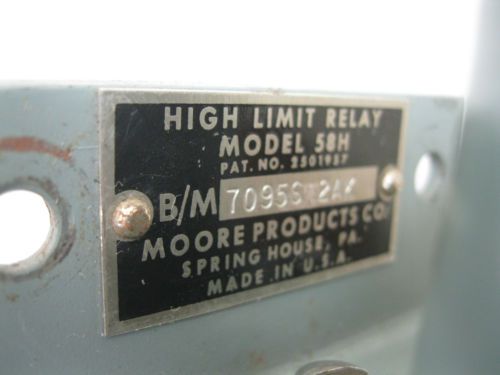 HIGH LIMIT RELAY
MODEL 58H
PAT. NO. 2501957
B/M
MOORE PRODUCTS CO.
SPRING HOUSE, PA.
MADE IN U.S.A.